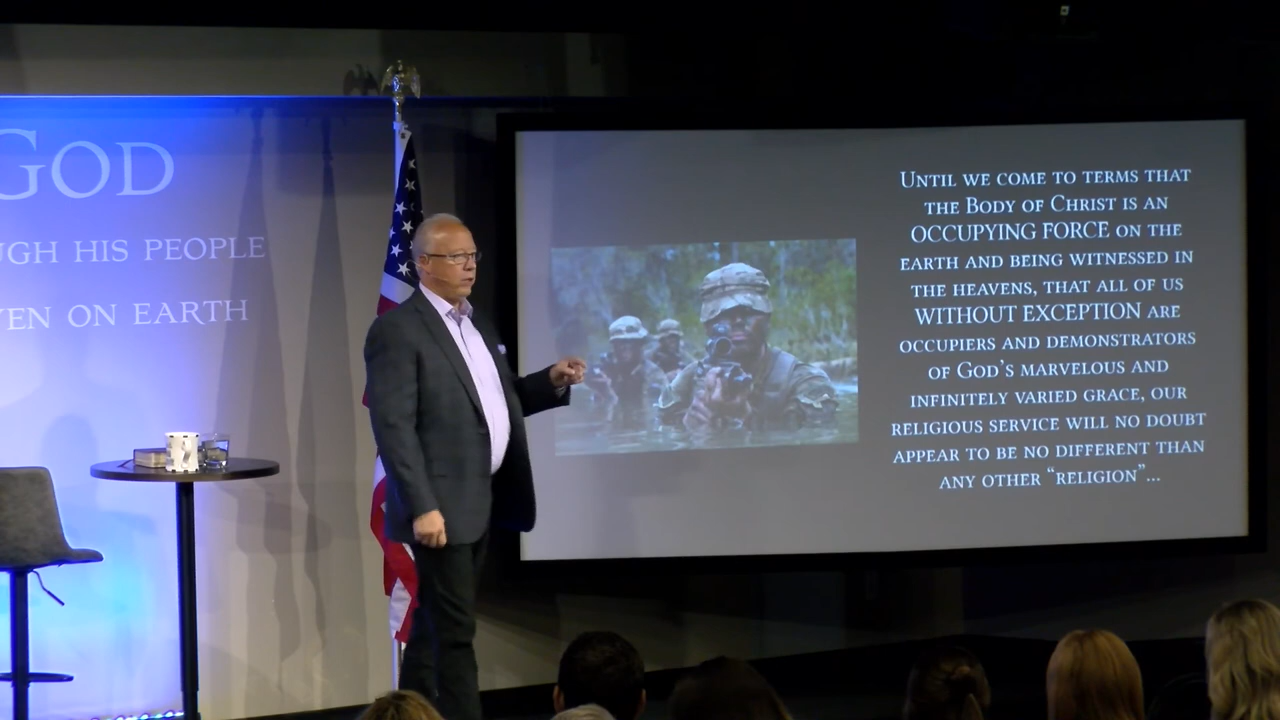 God
ugh his people
ven on earth
Until we come to terms that
the Body of Christ is an
OCCUPYING FORCE on the
earth and being witnessed in
the heavens, that all of us
WITHOUT EXCEPTION are
occupiers and demonstrators
of God's marvelous and
infinitely varied grace, our
religious service will no doubt
appear to be no different than
any other “religion”...